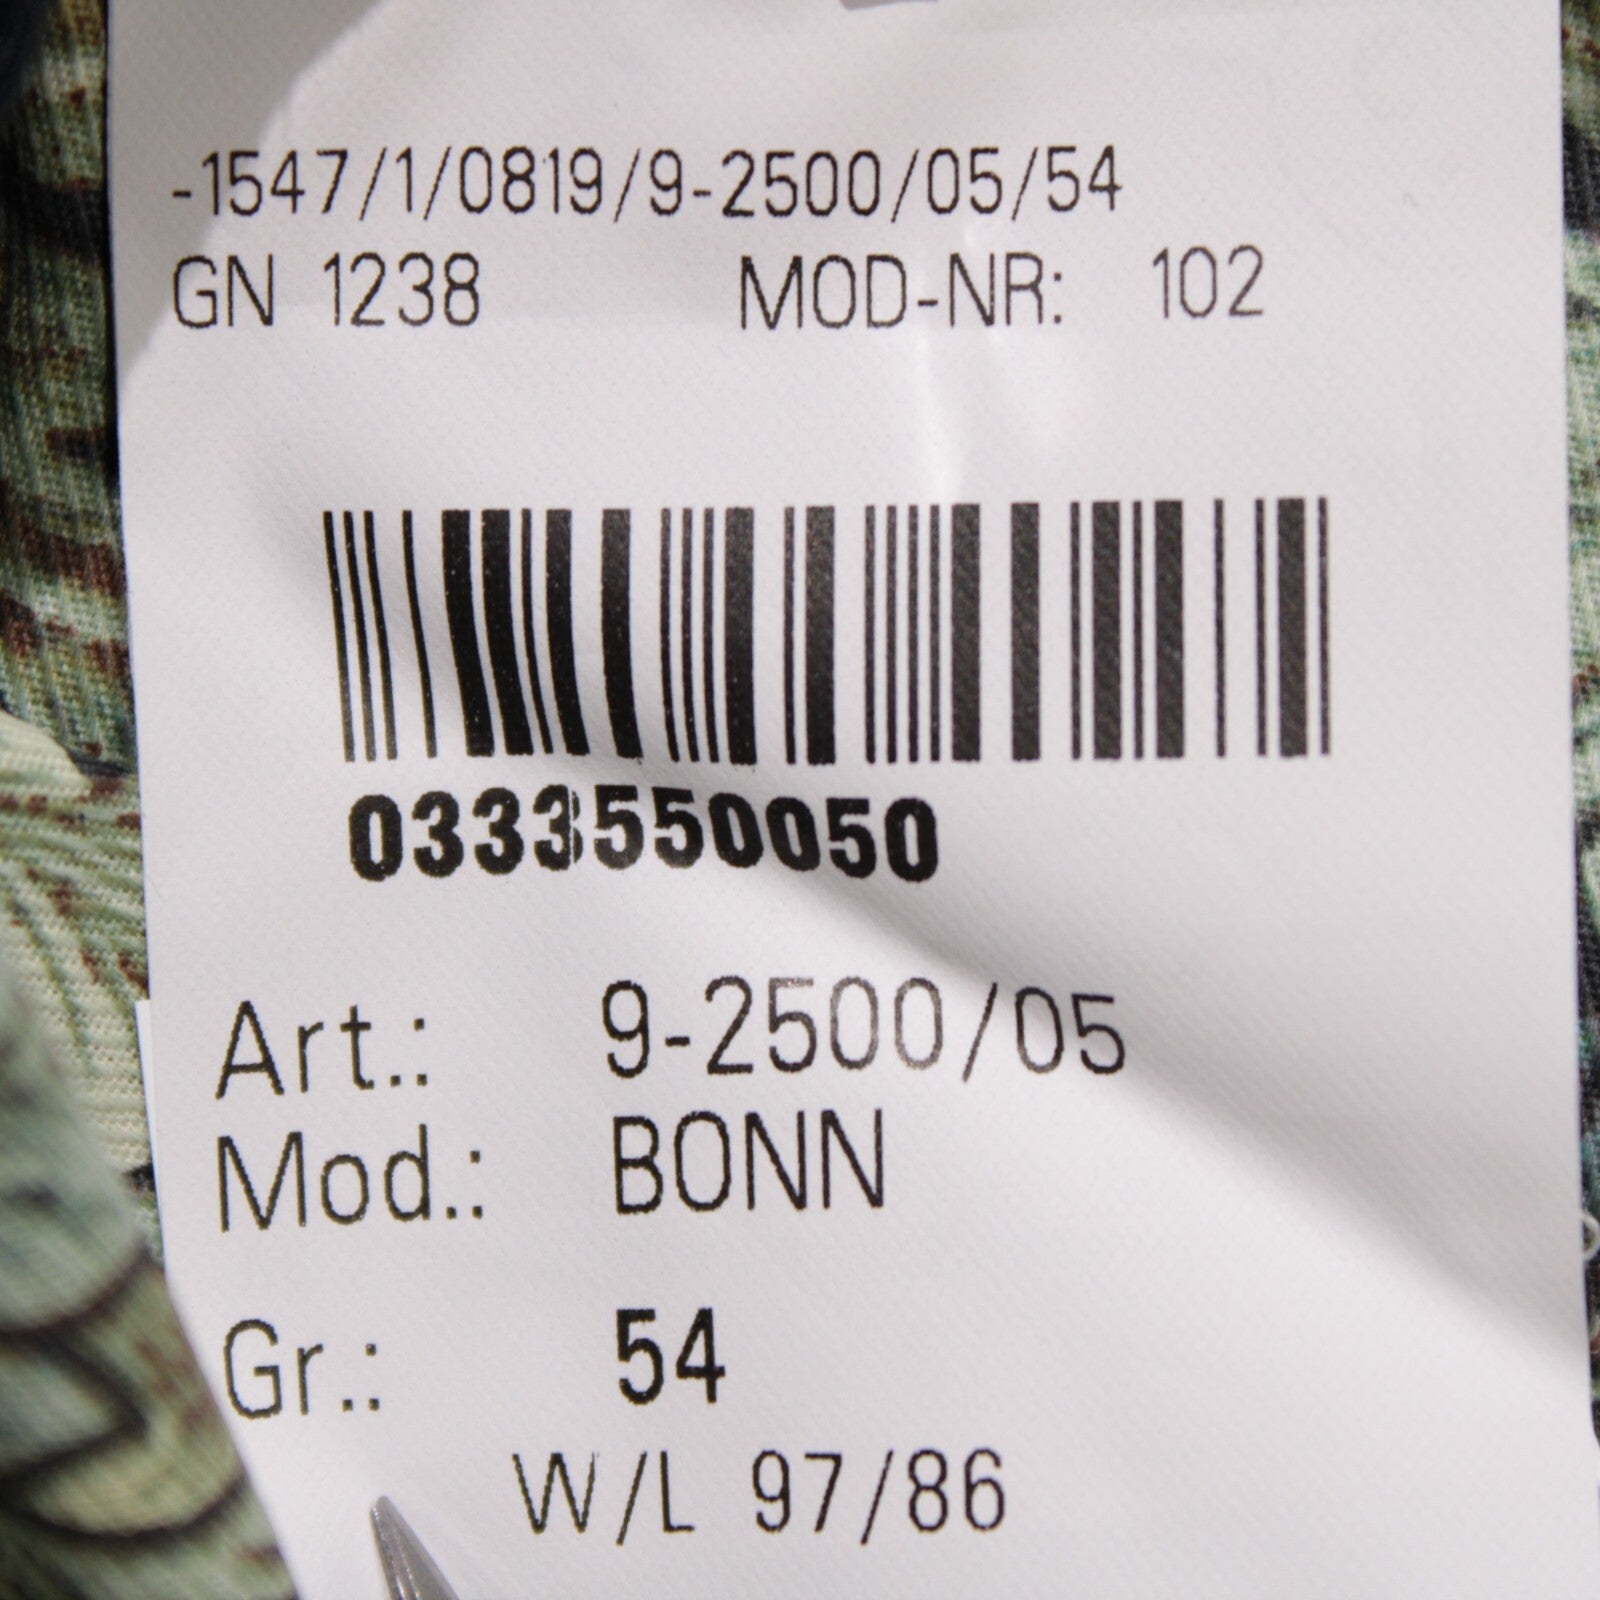 -1547/1/0819/9-2500/05/54
GN 1238 MOD-NR: 102
0333550050
Art.: 9-2500/05
Mod.: BONN
Gr.: 54
W/L 97/86